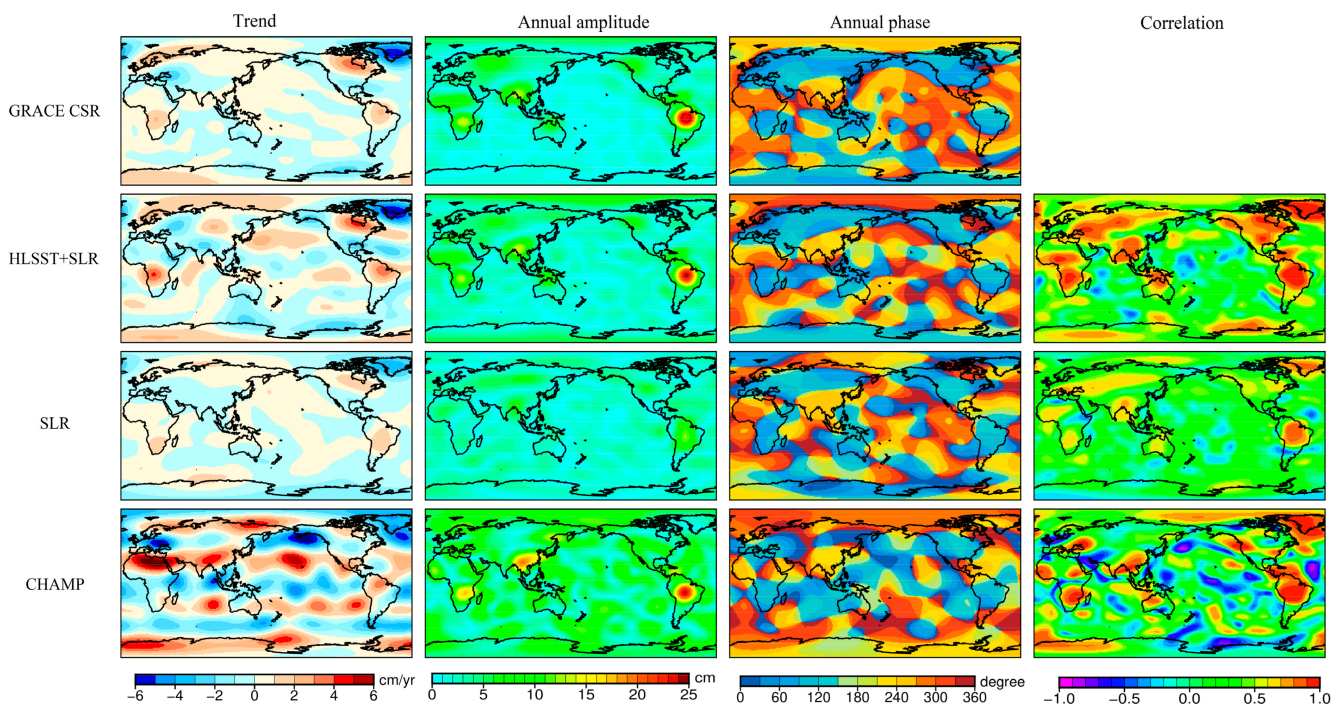 Trend Annual amplitude Annual phase Correlation
GRACE CSR
HLSST+SLR
SLR
CHAMP
−6 −4 −2 0 2 4 6 cm/yr
0 5 10 15 20 25 cm
0 60 120 180 240 300 360 degree
−1.0 −0.5 0.0 0.5 1.0